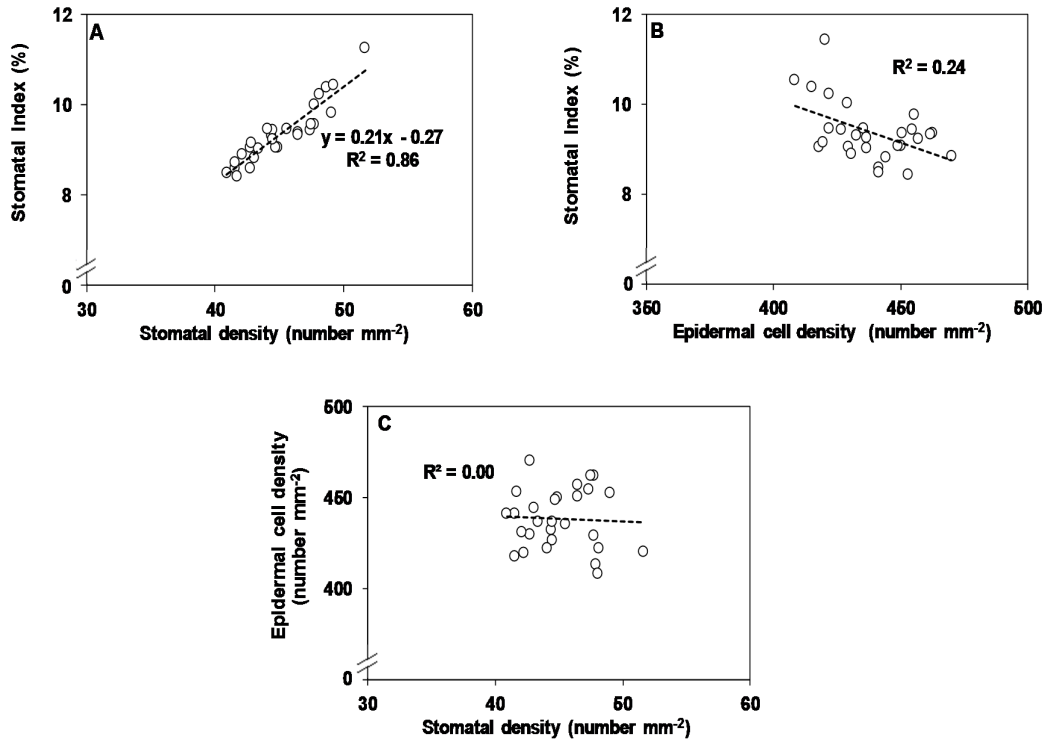 A
12
10
8
0
Stomatal Index (%)
y = 0.21x - 0.27
R² = 0.86
30 40 50 60
Stomatal density (number mm-2)
B
12
10
8
0
Stomatal Index (%)
R² = 0.24
350 400 450 500
Epidermal cell density (number mm-2)
C
500
450
400
0
Epidermal cell density
(number mm-2)
R² = 0.00
30 40 50 60
Stomatal density (number mm-2)